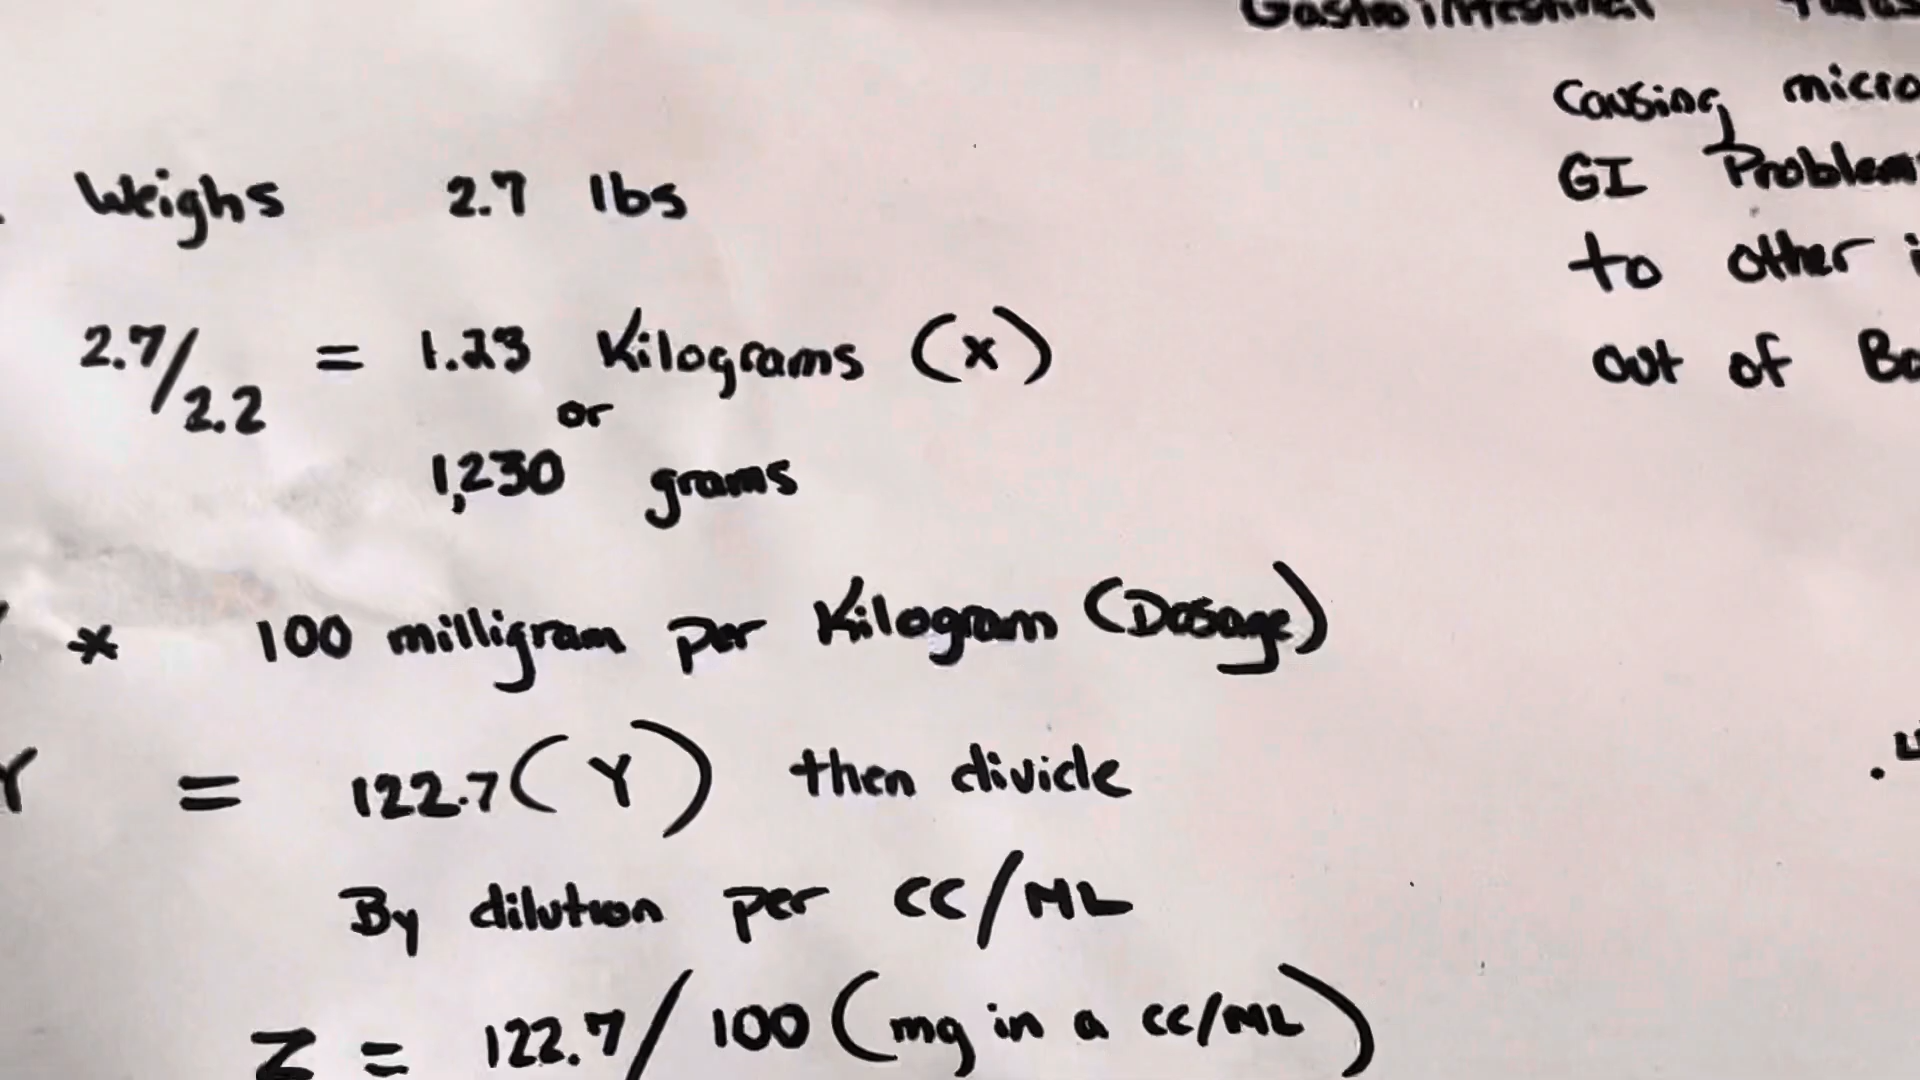 Gastrointestinal
causing micro
GI Problem
to other i
out of Ba
. Weighs 2.7 lbs
2.7/2.2 = 1.23 Kilograms (x)
or
1,230 grams
* 100 milligram per Kilogram (Dosage)
Y = 122.7 (Y) then divide
By dilution per cc/ML
Z = 122.7/100 (mg in a cc/ML)